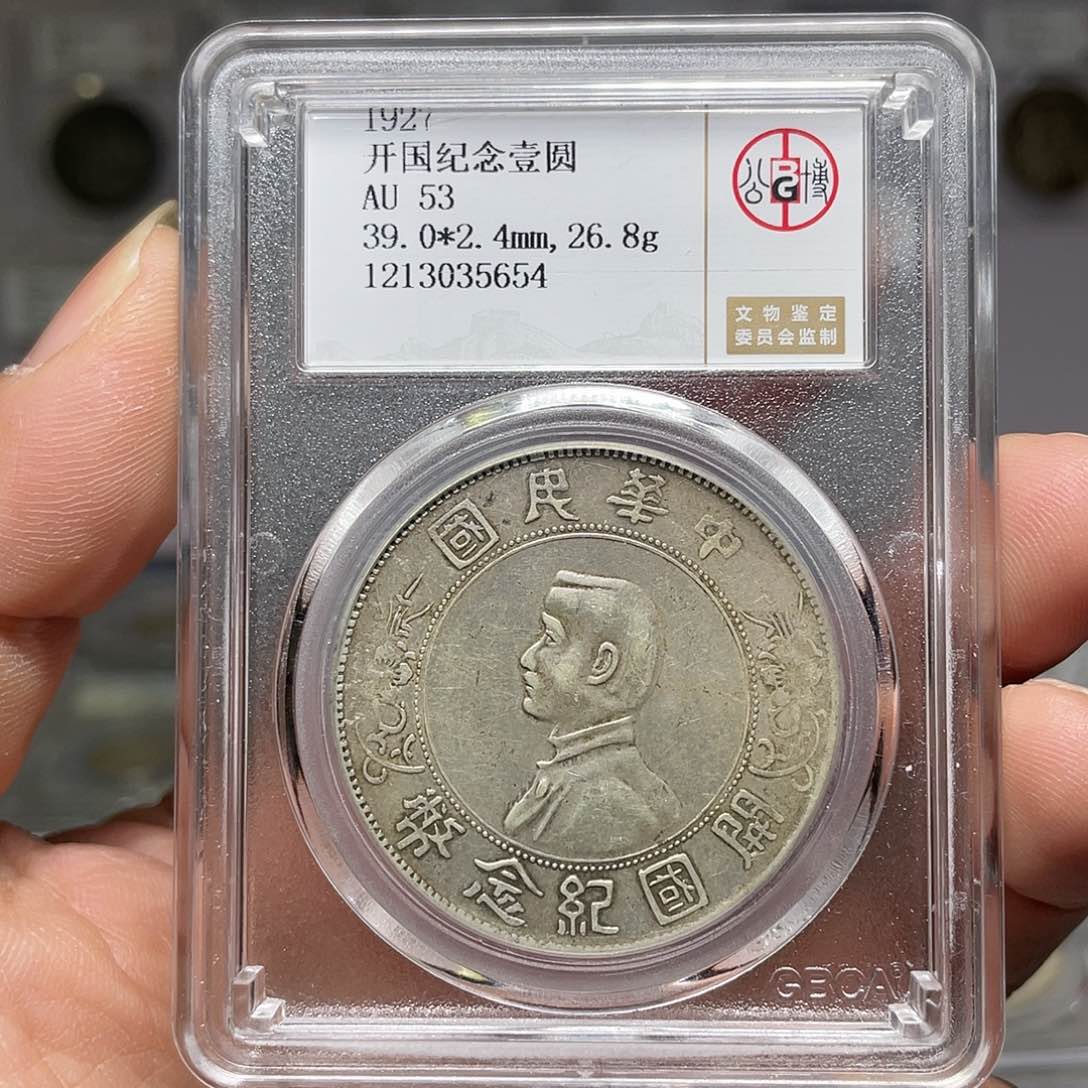 1927
开国纪念壹圆
AU 53
39.0*2.4mm,26.8g
1213035654
公博
BG
文物鉴定
委员会监制
中華民國
開國紀念幣
GBCA®